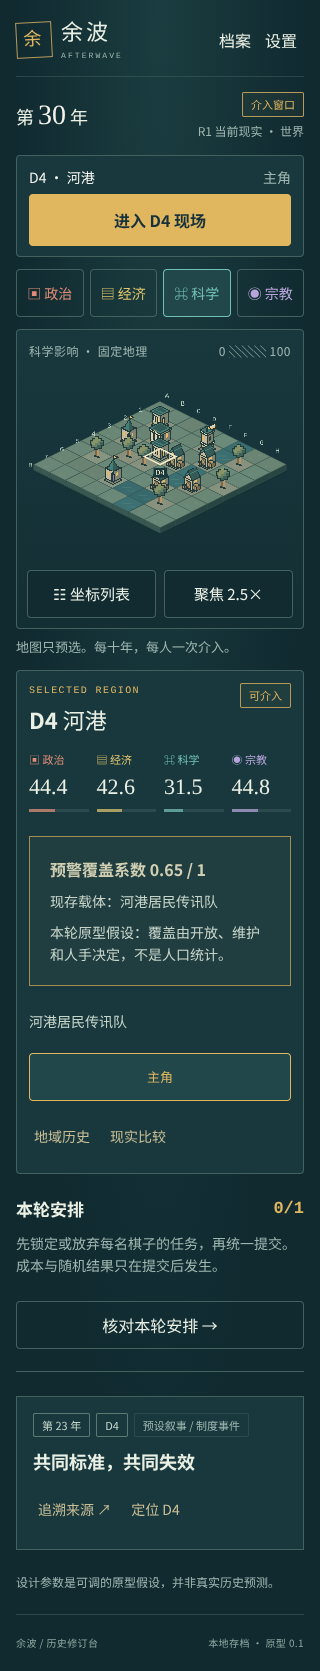 余 余波
AFTERWAVE
档案 设置
第 30 年
介入窗口
R1 当前现实 · 世界
D4 · 河港 主角
进入 D4 现场
政治 经济 科学 宗教
科学影响 · 固定地理 0 100
D4
坐标列表 聚焦 2.5×
地图只预选。每十年，每人一次介入。
SELECTED REGION 可介入
D4 河港
政治 经济 科学 宗教
44.4 42.6 31.5 44.8
预警覆盖系数 0.65 / 1
现存载体：河港居民传讯队
本轮原型假设：覆盖由开放、维护
和人手决定，不是人口统计。
河港居民传讯队
主角
地域历史 现实比较
本轮安排 0/1
先锁定或放弃每名棋子的任务，再统一提交。
成本与随机结果只在提交后发生。
核对本轮安排 →
第 23 年 D4 预设叙事 / 制度事件
共同标准，共同失效
追溯来源 ↗ 定位 D4
设计参数是可调的原型假设，并非真实历史预测。
余波 / 历史修订台 本地存档 · 原型 0.1